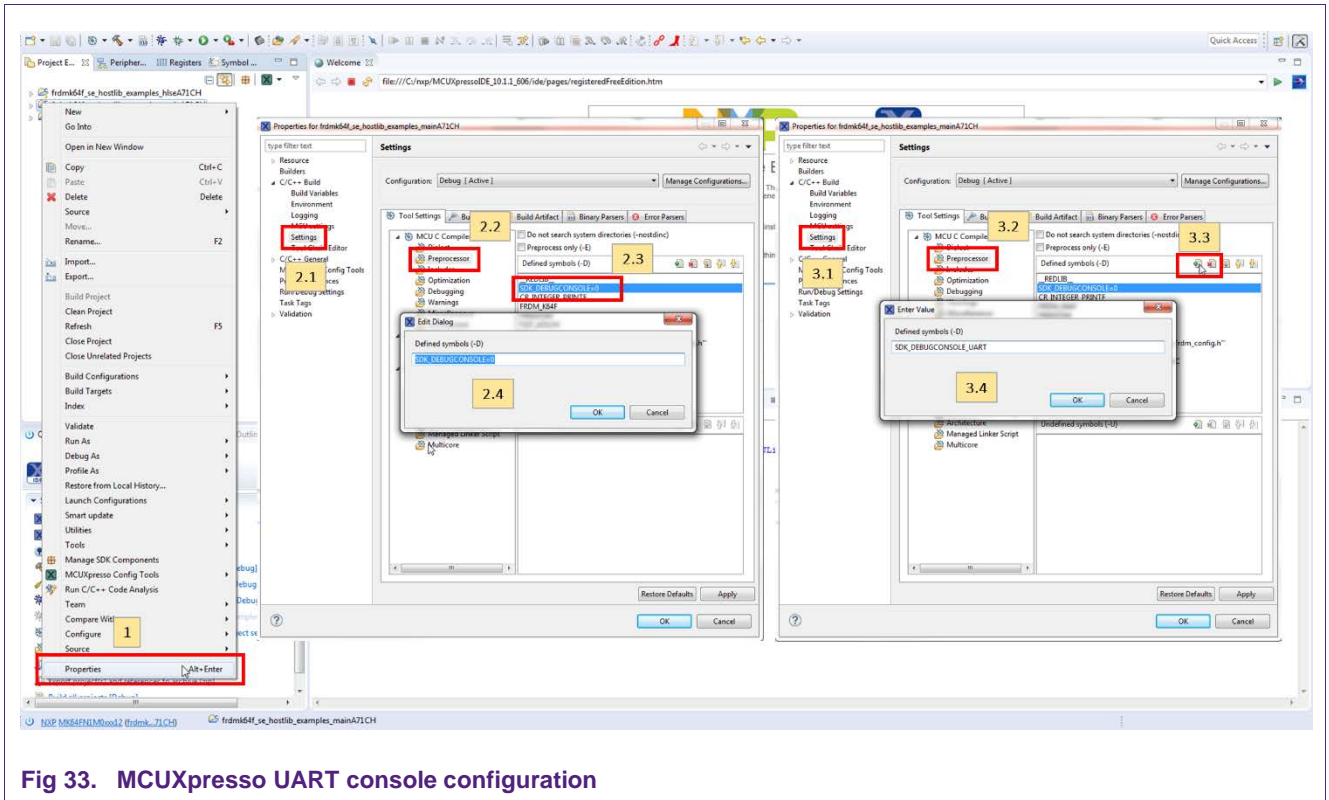 Quick Access
Project E...
Peripher...
Registers
Symbol ...
Welcome
file:///C:/nxp/MCUXpressoIDE_10.1.1_606/ide/pages/registeredFreeEdition.htm
frdmk64f_se_hostlib_examples_hlseA71CH
New
Go Into
Open in New Window
Copy Ctrl+C
Paste Ctrl+V
Delete Delete
Source
Move...
Rename... F2
Import...
Export...
Build Project
Clean Project
Refresh F5
Close Project
Close Unrelated Projects
Build Configurations
Build Targets
Index
Validate
Run As
Debug As
Profile As
Restore from Local History...
Launch Configurations
Smart update
Utilities
Tools
Manage SDK Components
MCUXpresso Config Tools
Run C/C++ Code Analysis
Team
Compare Wit
Configure
1
Source
Properties Alt+Enter
Properties for frdmk64f_se_hostlib_examples_mainA71CH
type filter text
Settings
Resource
Builders
C/C++ Build
Build Variables
Environment
Logging
Settings
C/C++ General
2.1
Run/Debug Settings
Task Tags
Validation
Configuration: Debug [ Active ]
Manage Configurations...
Tool Settings
Build Artifact
Binary Parsers
Error Parsers
2.2
MCU C Compile
Preprocessor
Optimization
Debugging
Warnings
Do not search system directories (-nostdinc)
Preprocess only (-E)
Defined symbols (-D)
2.3
SDK_DEBUGCONSOLE=0
CR_INTEGER_PRINTF
FRDM_K64F
Edit Dialog
Defined symbols (-D)
SDK_DEBUGCONSOLE=0
2.4
OK
Cancel
Managed Linker Script
Multicore
Restore Defaults
Apply
OK
Cancel
Properties for frdmk64f_se_hostlib_examples_mainA71CH
type filter text
Settings
Resource
Builders
C/C++ Build
Build Variables
Environment
Logging
Settings
3.1
Run/Debug Settings
Task Tags
Validation
Configuration: Debug [ Active ]
Manage Configurations...
Tool Settings
Build Artifact
Binary Parsers
Error Parsers
3.2
MCU C Compile
Preprocessor
Optimization
Debugging
Do not search system directories (-nostdi
Preprocess only (-E)
3.3
Defined symbols (-D)
_REDLIB_
SDK_DEBUGCONSOLE=0
CR_INTEGER_PRINTF
Enter Value
Defined symbols (-D)
SDK_DEBUGCONSOLE_UART
3.4
OK
Cancel
frdm_config.h"
Architecture
Managed Linker Script
Multicore
Undefined symbols (-U)
Restore Defaults
Apply
OK
Cancel
NXP MK64FN1M0xxx12 (frdmk...71CH)
frdmk64f_se_hostlib_examples_mainA71CH
Fig 33. MCUXpresso UART console configuration